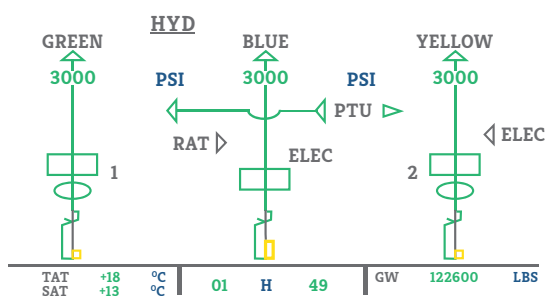 HYD
GREEN BLUE YELLOW
3000 PSI 3000 PSI 3000
PTU
RAT ELEC
ELEC
1 2
TAT +18 °C GW 122600 LBS
SAT +13 °C 01 H 49